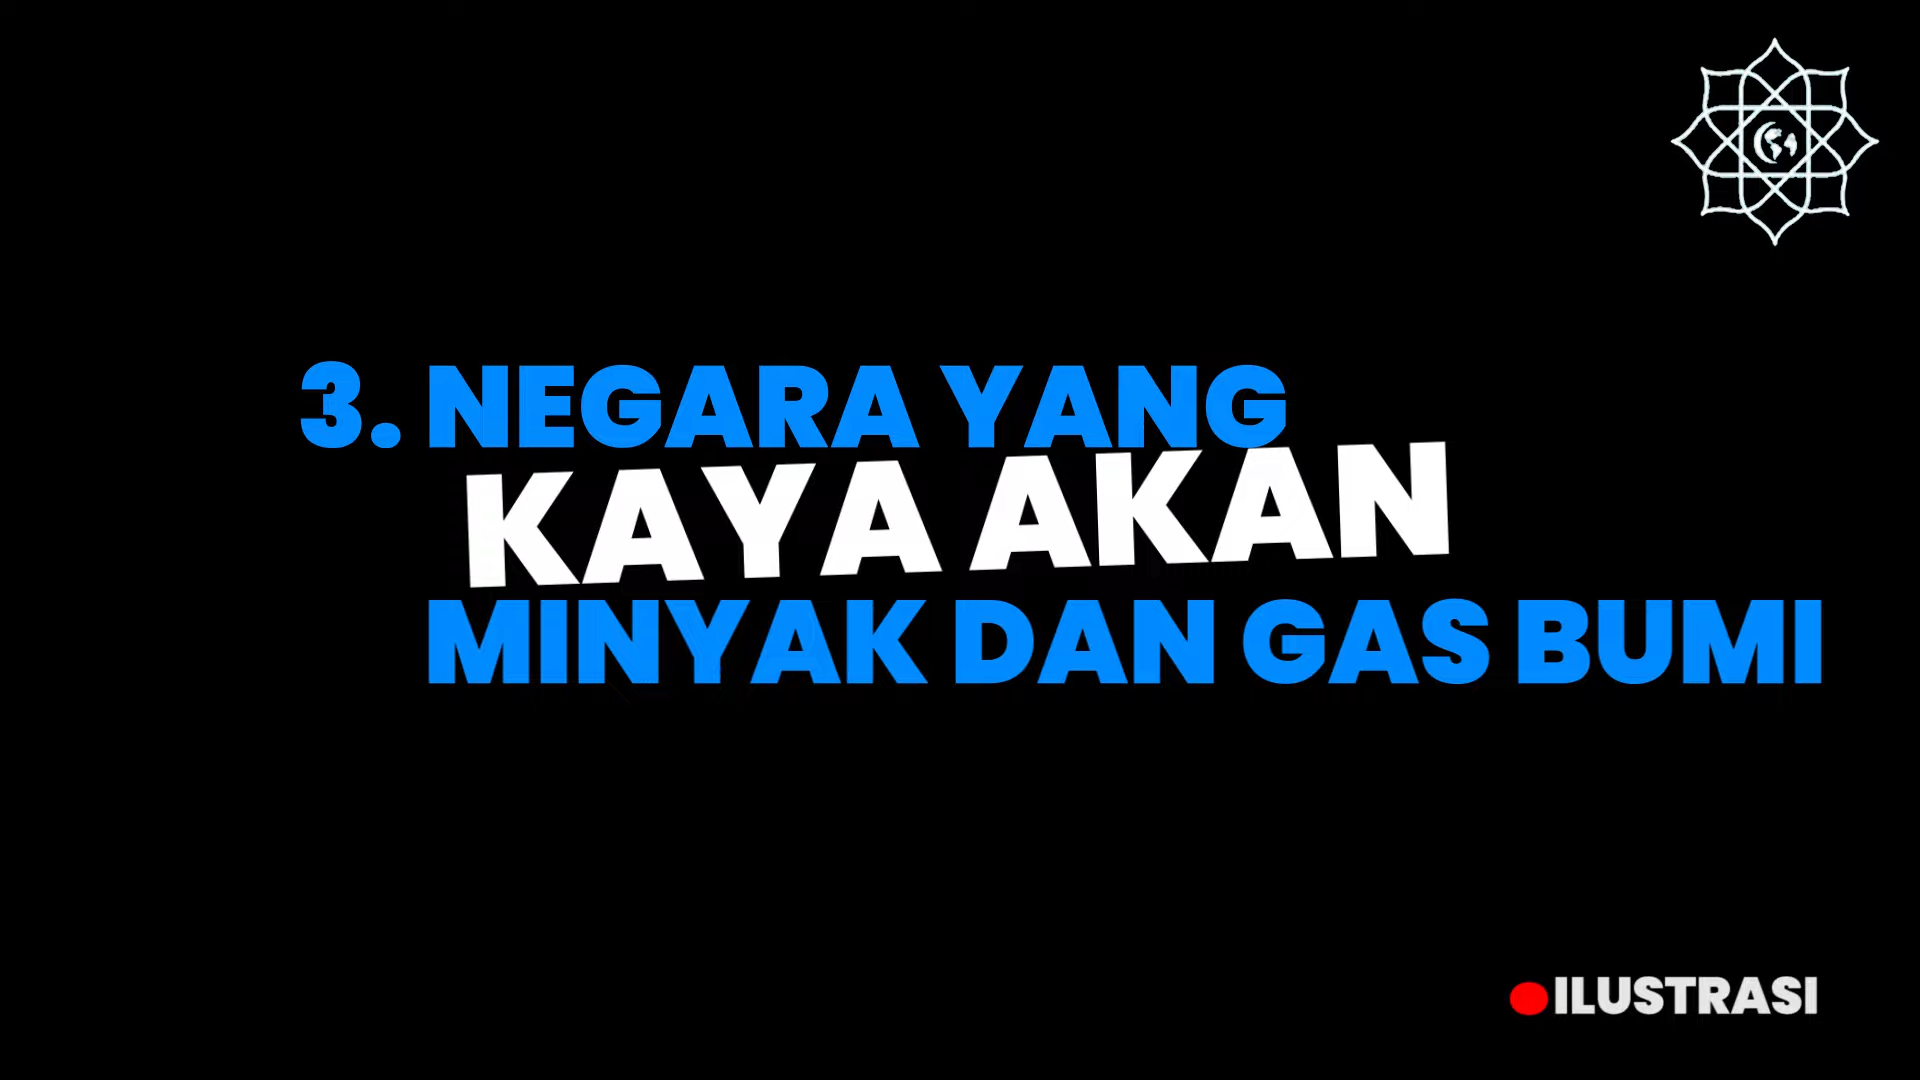 3. NEGARA YANG
KAYA AKAN
MINYAK DAN GAS BUMI
ILUSTRASI